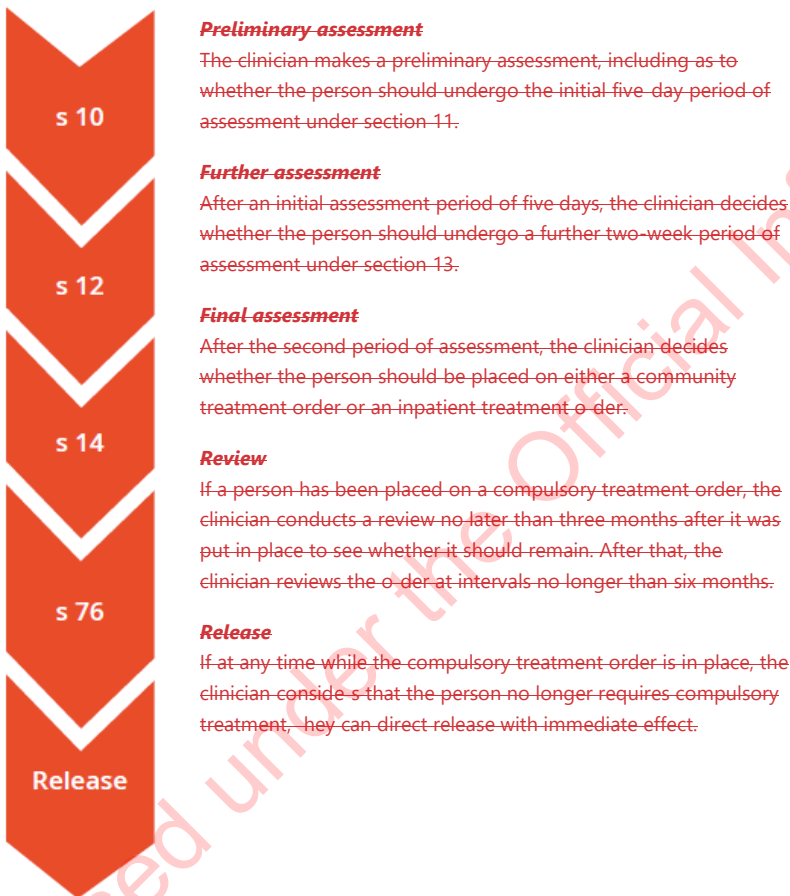 s 10
Preliminary assessment
The clinician makes a preliminary assessment, including as to
whether the person should undergo the initial five-day period of
assessment under section 11.
s 12
Further assessment
After an initial assessment period of five days, the clinician decides
whether the person should undergo a further two-week period of
assessment under section 13.
s 14
Final assessment
After the second period of assessment, the clinician decides
whether the person should be placed on either a community
treatment order or an inpatient treatment o der.
s 76
Review
If a person has been placed on a compulsory treatment order, the
clinician conducts a review no later than three months after it was
put in place to see whether it should remain. After that, the
clinician reviews the o der at intervals no longer than six months.
Release
Release
If at any time while the compulsory treatment order is in place, the
clinician conside s that the person no longer requires compulsory
treatment, hey can direct release with immediate effect.
sed under the Official In